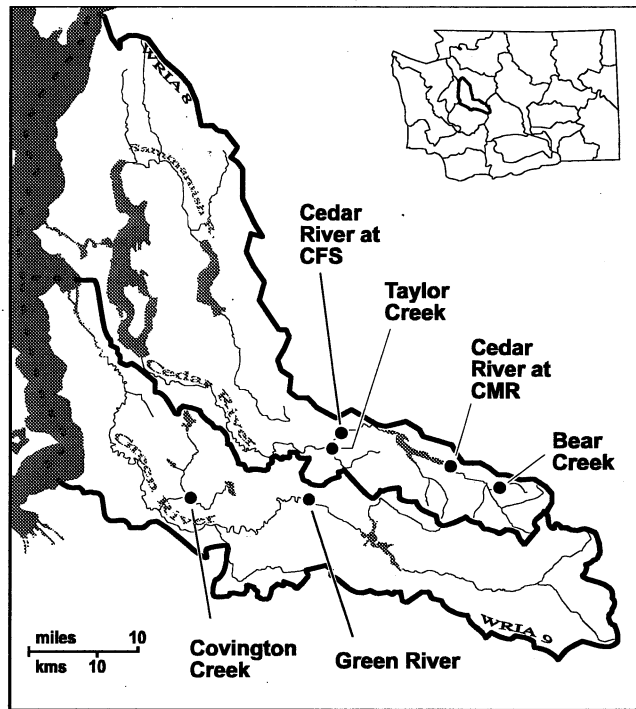 WRIA 8
Sammamish R
Cedar
River at
CFS
Taylor
Creek
Cedar
River at
CMR
Bear
Creek
Cedar River
Green River
miles 10
kms 10
Covington
Creek
Green River
WRIA 9